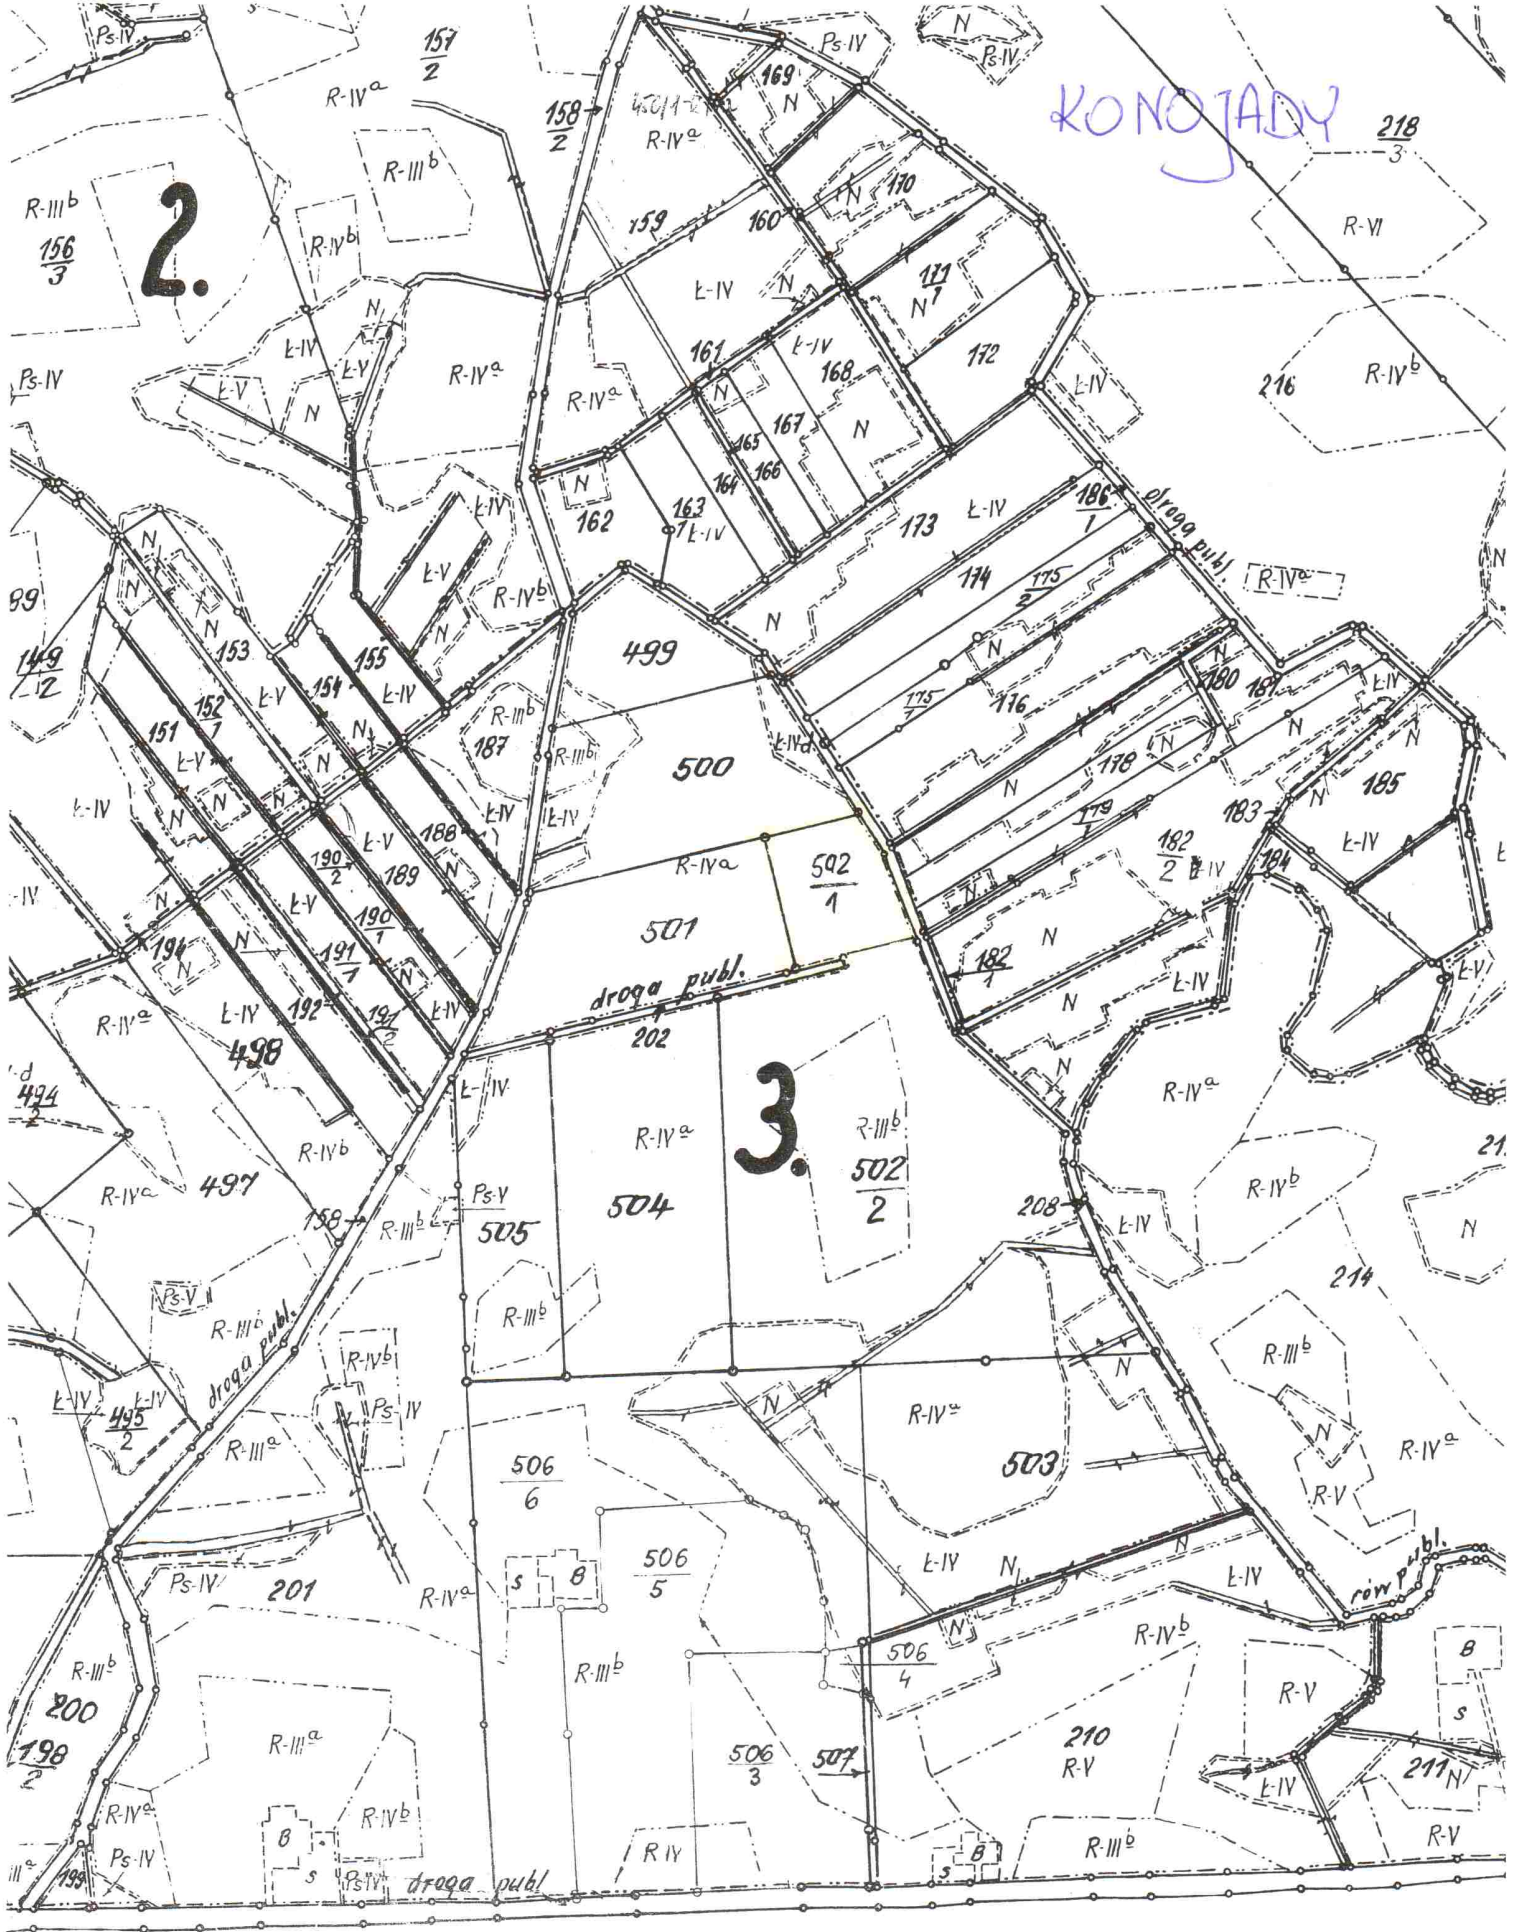 Ps-IV
157
2
R-IVa
158
2
R-IVa
169
N
Ps-IV
N
Ps-IV
KONOJADY
218
3
R-IIIb
156
3
2.
R-IIIb
R-IVb
159
160
N
170
R-VI
Ł-IV
N
171
1
N
N
Ł-IV
Ł-V
Ps-IV
Ł-V
N
R-IVa
R-IVa
161
N
Ł-IV
168
172
Ł-IV
216
R-IVb
167
N
165
166
164
N
162
163
1
Ł-IV
173
Ł-IV
186
1
droga publ.
Ł-IV
Ł-V
N
N
N
R-IVb
N
174
175
2
R-IVa
N
89
149
2
153
155
154
Ł-V
Ł-IV
499
N
175
1
176
N
180
181
Ł-IV
151
152
1
Ł-V
N
N
N
N
R-IIIb
187
R-IIIb
500
Ł-IV
N
178
N
N
N
185
Ł-IV
N
Ł-IV
Ł-IV
188
190
2
Ł-V
189
N
R-IVa
502
1
179
1
182
2
Ł-IV
183
184
Ł-IV
Ł-IV
N
194
N
N
Ł-V
190
1
191
1
N
Ł-IV
501
droga publ.
202
N
N
182
1
N
Ł-IV
Ł-V
R-IVa
Ł-IV
192
191
2
498
494
2
R-IVb
Ł-IV
R-IVa
3.
R-IIIb
502
2
N
R-IVa
R-IVb
R-IVa
497
158
R-IIIb
Ps-V
505
504
208
Ł-IV
N
214
Ps-V
R-IIIb
droga publ.
R-IIIb
R-IVb
R-IIIb
Ł-IV
Ł-IV
495
2
R-IIIa
Ps-IV
N
R-IVa
N
503
N
R-IVa
R-V
506
6
506
5
S
B
Ł-IV
N
Ł-IV
rów publ.
Ps-IV
201
R-IVa
R-IIIb
N
506
4
R-IVb
R-V
B
S
R-IIIb
200
198
2
R-IIIa
506
3
507
210
R-V
Ł-IV
211
N
R-IVa
Ps-IV
199
B
S
R-IVb
Ps-IV
droga publ
R IV
S
B
R-IIIb
R-V